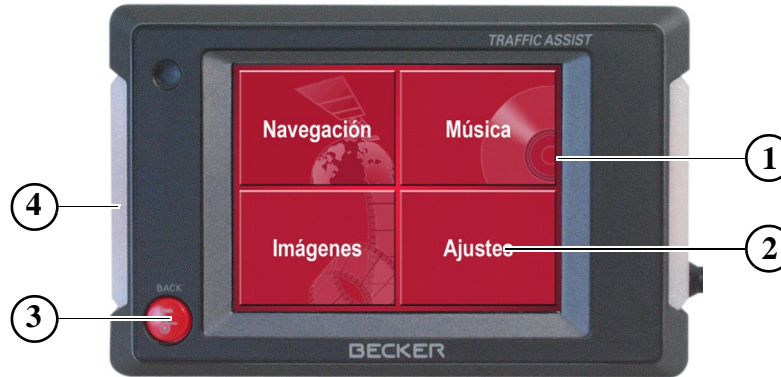 TRAFFIC ASSIST
Navegación
Música
1
4
Imágenes
Ajustes
2
BACK
3
BECKER